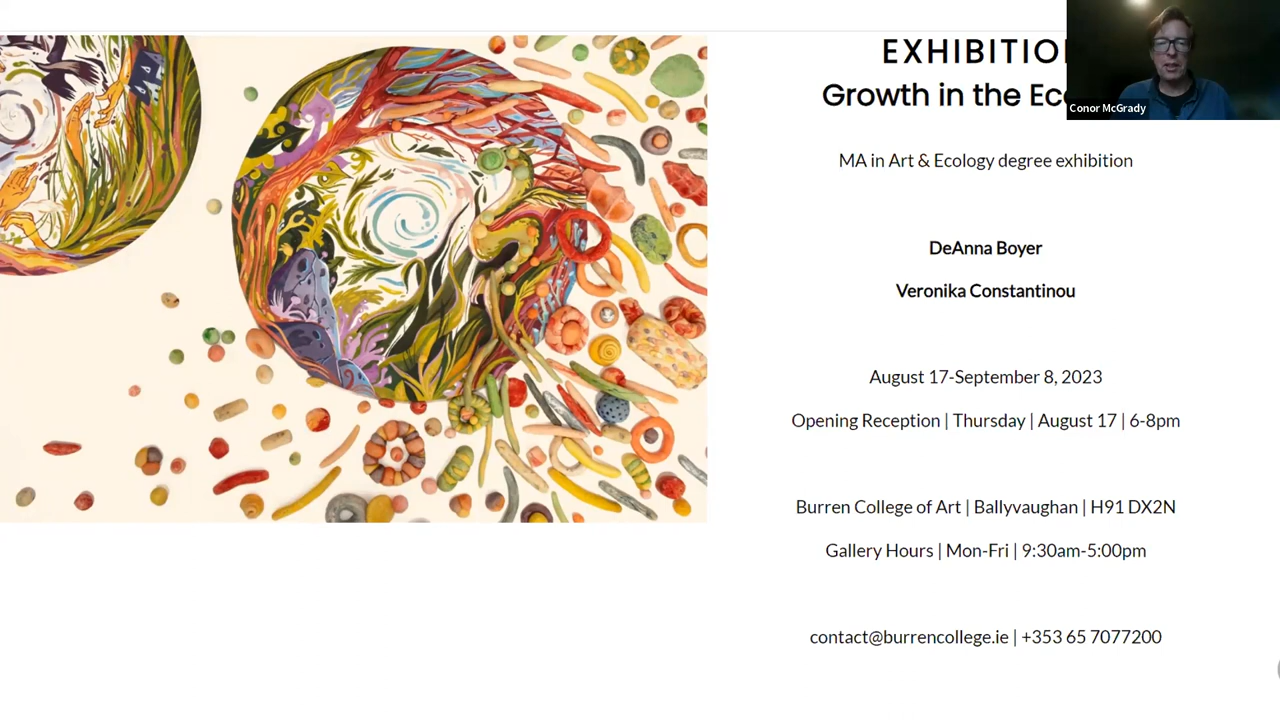 EXHIBITION
Growth in the
Conor McGrady
MA in Art & Ecology degree exhibition
DeAnna Boyer
Veronika Constantinou
August 17-September 8, 2023
Opening Reception | Thursday | August 17 | 6-8pm
Burren College of Art | Ballyvaughan | H91 DX2N
Gallery Hours | Mon-Fri | 9:30am-5:00pm
contact@burrencollege.ie | +353 65 7077200